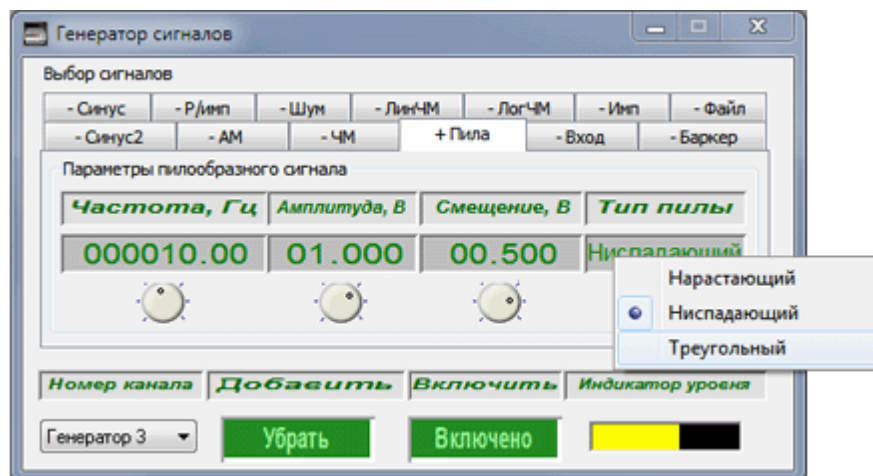 Генератор сигналов
Выбор сигналов
- Синус - Р/имп - Шум - ЛинЧМ - ЛогЧМ - Имп - Файл
- Синус2 - АМ - ЧМ + Пила - Вход - Баркер
Параметры пилообразного сигнала
Частота, Гц Амплитуда, В Смещение, В Тип пилы
000010.00 01.000 00.500 Ниспадающий
Нарастающий
Ниспадающий
Треугольный
Номер канала Добавить Включить Индикатор уровня
Генератор 3 Убрать Включено